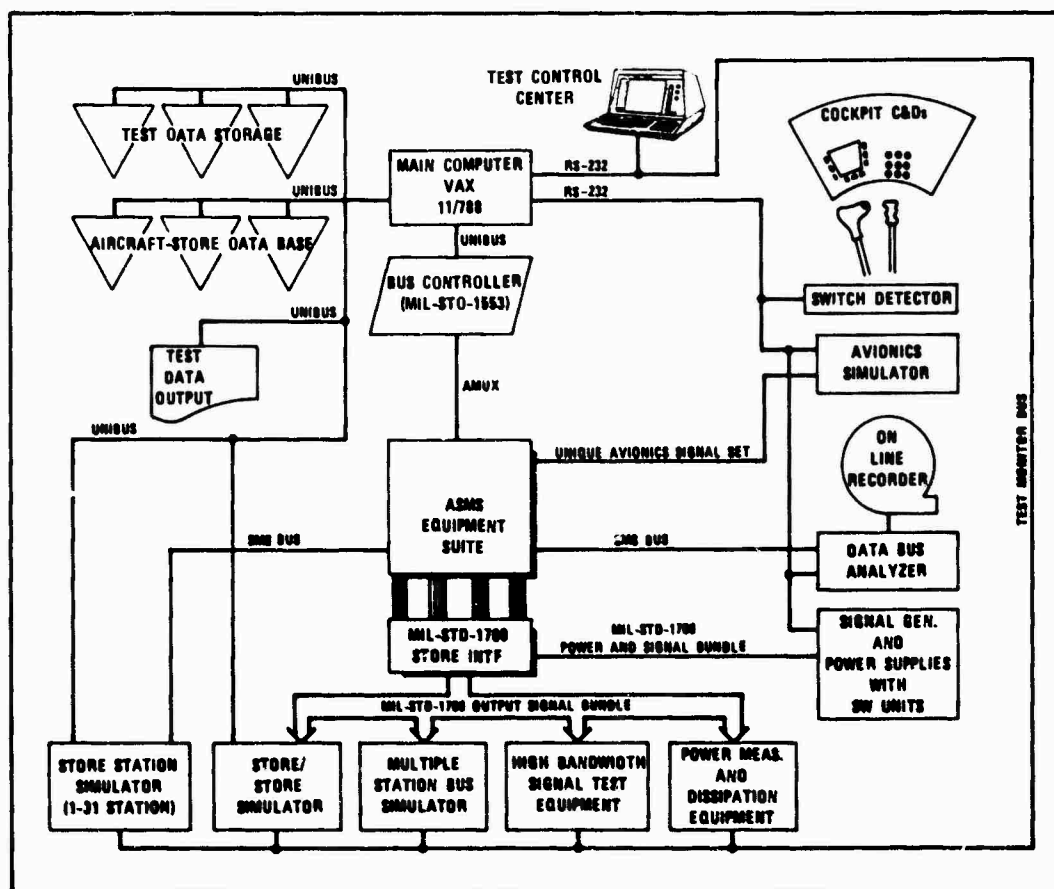 UNIBUS
TEST CONTROL
CENTER
TEST DATA STORAGE
COCKPIT C&Ds
MAIN COMPUTER
VAX
11/788
RS-232
RS-232
UNIBUS
AIRCRAFT-STORE DATA BASE
UNIBUS
BUS CONTROLLER
(MIL-STO-1553)
SWITCH DETECTOR
UNIBUS
TEST
DATA
OUTPUT
AVIONICS
SIMULATOR
AMUX
UNIBUS
UNIQUE AVIONICS SIGNAL SET
ON
LINE
RECORDER
TEST MONITOR BUS
ASMS
EQUIPMENT
SUITE
SMS BUS
SMS BUS
DATA BUS
ANALYZER
MIL-STD-1760
STORE INTF
MIL-STD-1760
POWER AND SIGNAL BUNDLE
SIGNAL GEN.
AND
POWER SUPPLIES
WITH
SW UNITS
MIL-STD-1760 OUTPUT SIGNAL BUNDLE
STORE STATION
SIMULATOR
(1-31 STATION)
STORE/
STORE
SIMULATOR
MULTIPLE
STATION BUS
SIMULATOR
HIGH BANDWIDTH
SIGNAL TEST
EQUIPMENT
POWER MEAS.
AND
DISSIPATION
EQUIPMENT